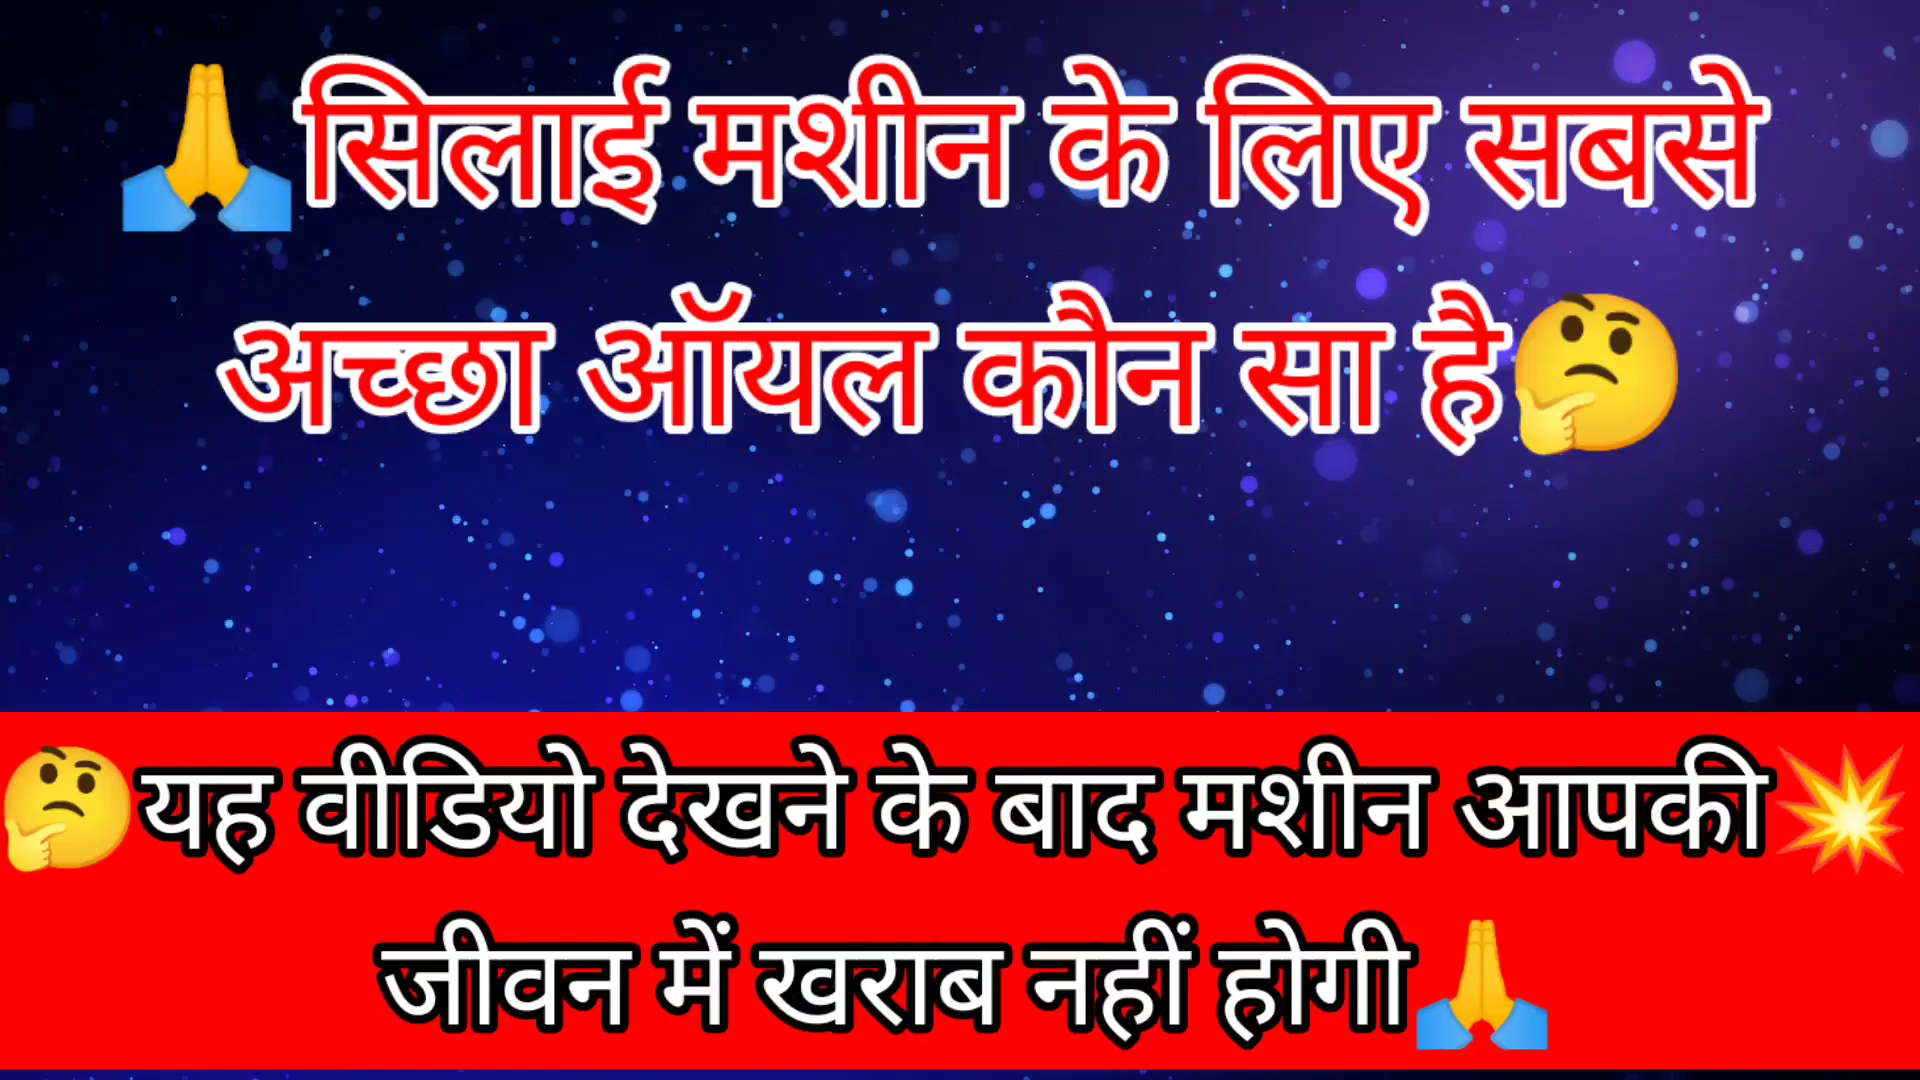 🙏सिलाई मशीन के लिए सबसे
अच्छा ऑयल कौन सा है🤔
🤔यह वीडियो देखने के बाद मशीन आपकी💥
जीवन में खराब नहीं होगी🙏